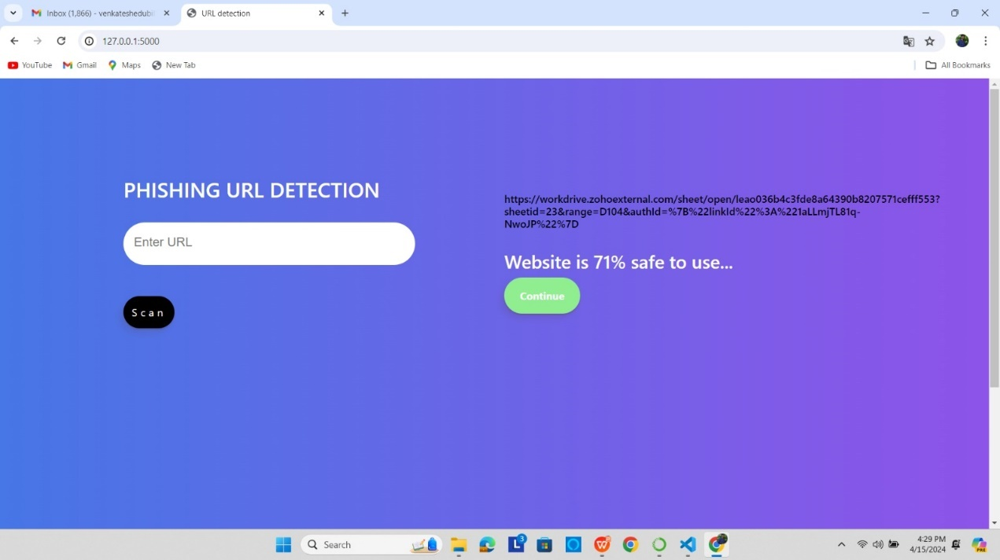 Inbox (1,866) - venkateshedubi
URL detection
127.0.0.1:5000
YouTube
Gmail
Maps
New Tab
All Bookmarks
PHISHING URL DETECTION
Enter URL
Scan
https://workdrive.zohoexternal.com/sheet/open/leao036b4c3fde8a64390b8207571cefff553?
sheetid=23&range=D104&authId=%7B%22linkId%22%3A%221aLLmjTL81q-
NwoJP%22%7D
Website is 71% safe to use...
Continue
Search
L
3
4:29 PM
4/15/2024
PRE